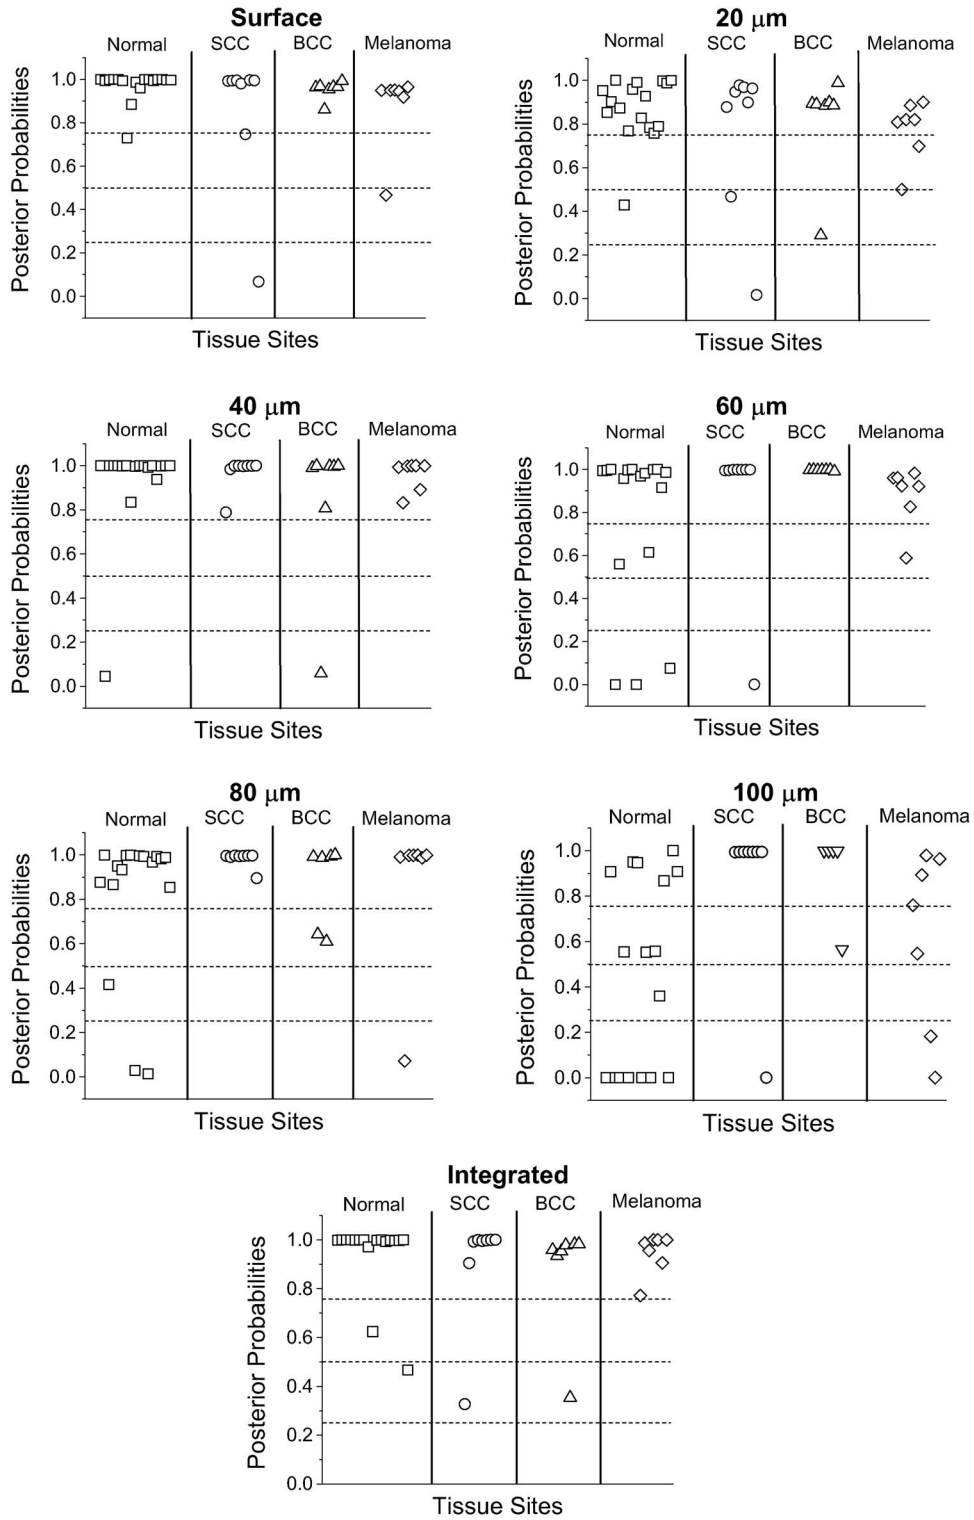 Surface
Normal SCC BCC Melanoma
Posterior Probabilities
1.0
0.8
0.6
0.4
0.2
0.0
Tissue Sites
20 μm
Normal SCC BCC Melanoma
Posterior Probabilities
1.0
0.8
0.6
0.4
0.2
0.0
Tissue Sites
40 μm
Normal SCC BCC Melanoma
Posterior Probabilities
1.0
0.8
0.6
0.4
0.2
0.0
Tissue Sites
60 μm
Normal SCC BCC Melanoma
Posterior Probabilities
1.0
0.8
0.6
0.4
0.2
0.0
Tissue Sites
80 μm
Normal SCC BCC Melanoma
Posterior Probabilities
1.0
0.8
0.6
0.4
0.2
0.0
Tissue Sites
100 μm
Normal SCC BCC Melanoma
Posterior Probabilities
1.0
0.8
0.6
0.4
0.2
0.0
Tissue Sites
Integrated
Normal SCC BCC Melanoma
Posterior Probabilities
1.0
0.8
0.6
0.4
0.2
0.0
Tissue Sites